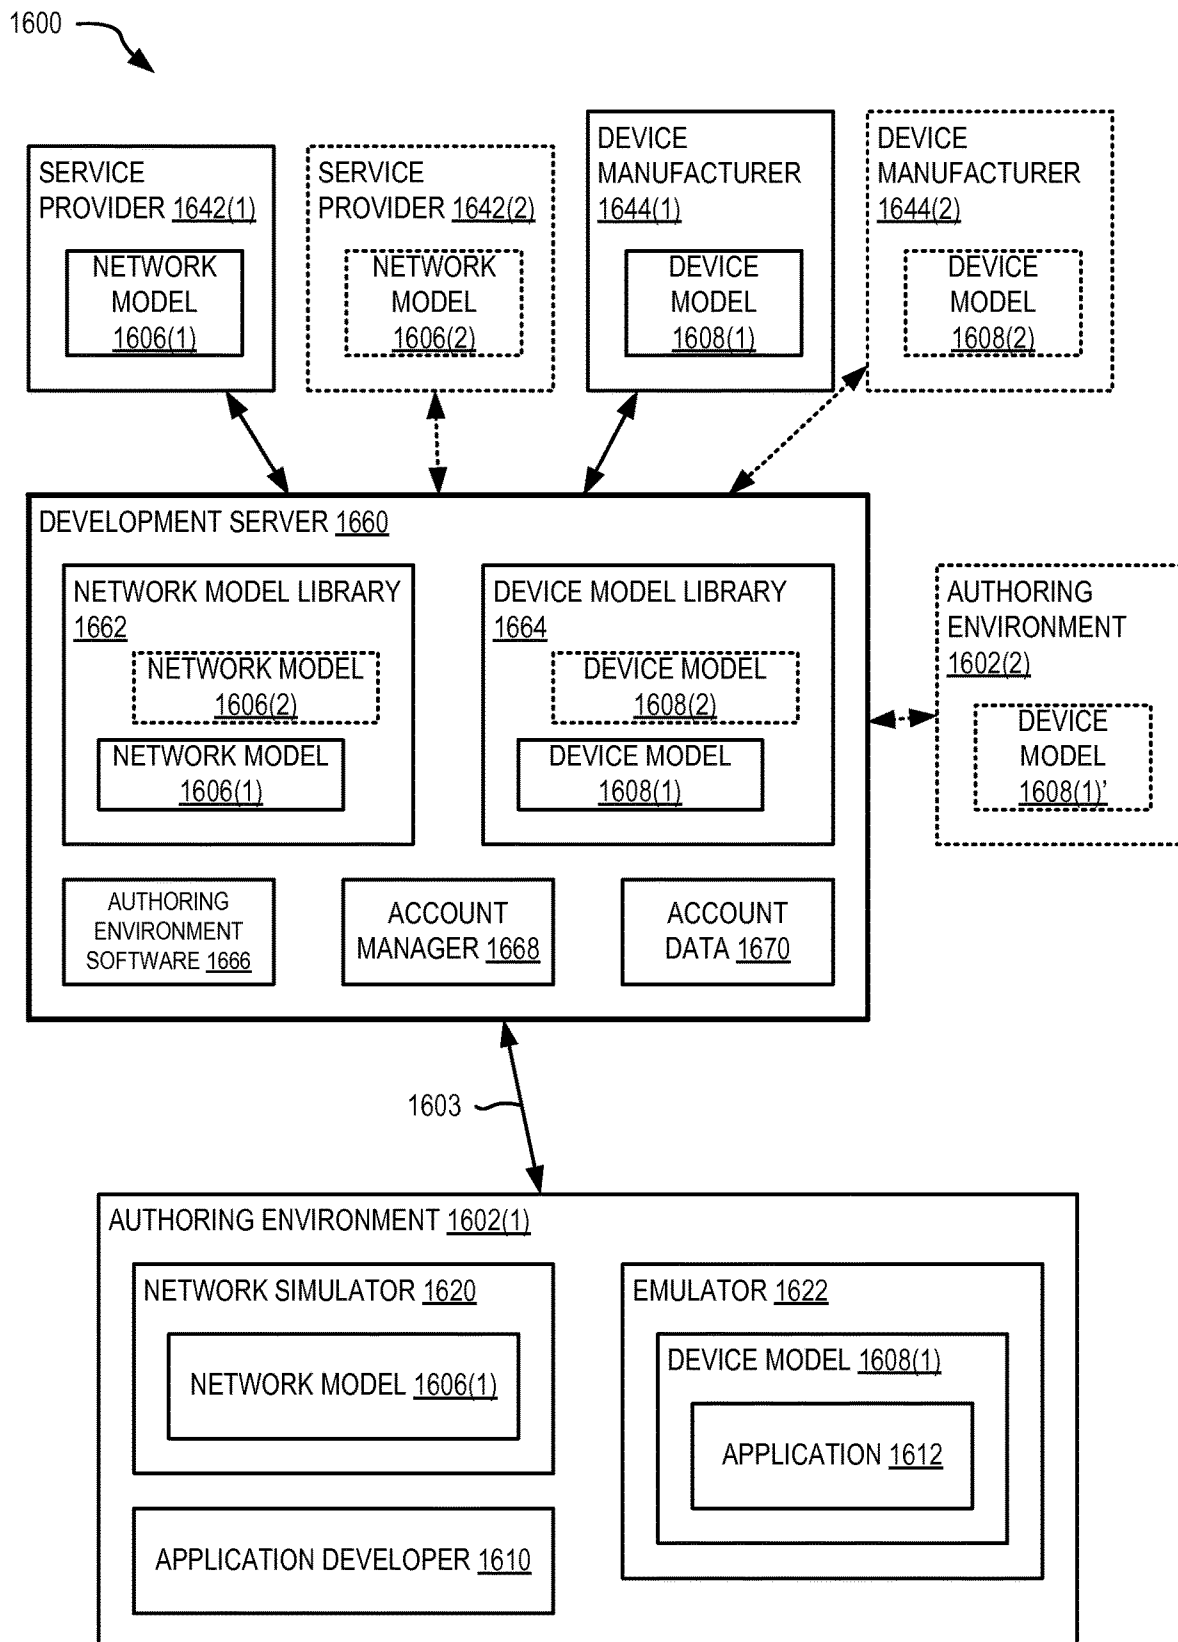 1600
SERVICE
PROVIDER 1642(1)
NETWORK
MODEL
1606(1)
SERVICE
PROVIDER 1642(2)
NETWORK
MODEL
1606(2)
DEVICE
MANUFACTURER
1644(1)
DEVICE
MODEL
1608(1)
DEVICE
MANUFACTURER
1644(2)
DEVICE
MODEL
1608(2)
DEVELOPMENT SERVER 1660
NETWORK MODEL LIBRARY
1662
NETWORK MODEL
1606(2)
NETWORK MODEL
1606(1)
DEVICE MODEL LIBRARY
1664
DEVICE MODEL
1608(2)
DEVICE MODEL
1608(1)
AUTHORING
ENVIRONMENT
SOFTWARE 1666
ACCOUNT
MANAGER 1668
ACCOUNT
DATA 1670
AUTHORING
ENVIRONMENT
1602(2)
DEVICE
MODEL
1608(1)’
1603
AUTHORING ENVIRONMENT 1602(1)
NETWORK SIMULATOR 1620
NETWORK MODEL 1606(1)
APPLICATION DEVELOPER 1610
EMULATOR 1622
DEVICE MODEL 1608(1)
APPLICATION 1612